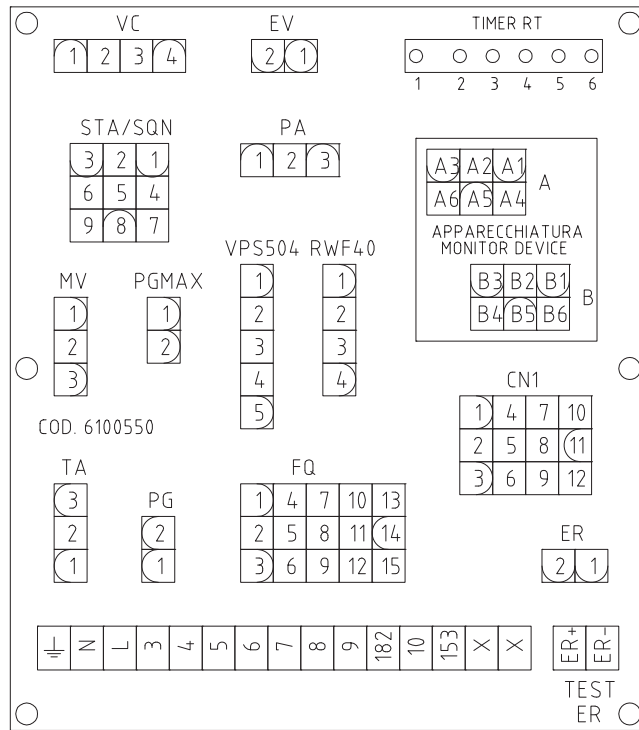 VC
1 2 3 4
EV
2 1
TIMER RT
1 2 3 4 5 6
STA/SQN
3 2 1
6 5 4
9 8 7
PA
1 2 3
A3 A2 A1
A6 A5 A4
A
APPARECCHIATURA
MONITOR DEVICE
B3 B2 B1
B4 B5 B6
B
MV
1
2
3
PGMAX
1
2
VPS504
1
2
3
4
5
RWF40
1
2
3
4
CN1
1 4 7 10
2 5 8 11
3 6 9 12
COD. 6100550
TA
3
2
1
PG
2
1
FQ
1 4 7 10 13
2 5 8 11 14
3 6 9 12 15
ER
2 1
N L 3 4 5 6 7 8 9 182 10 153 X X
ER+ ER-
TEST
ER